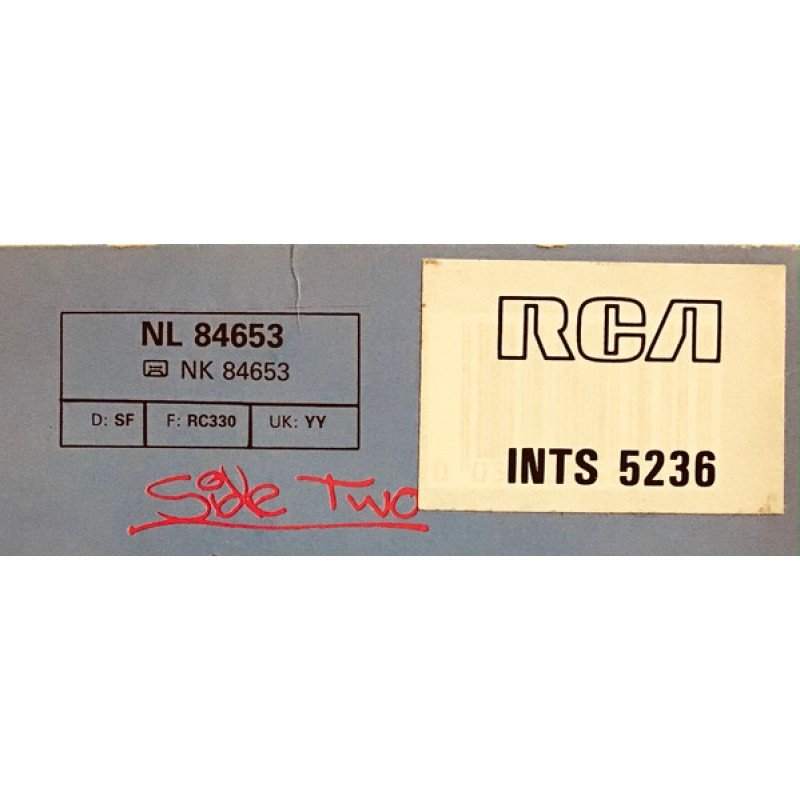 NL 84653
NK 84653
D: SF F: RC330 UK: YY
Side Two
RCA
INTS 5236